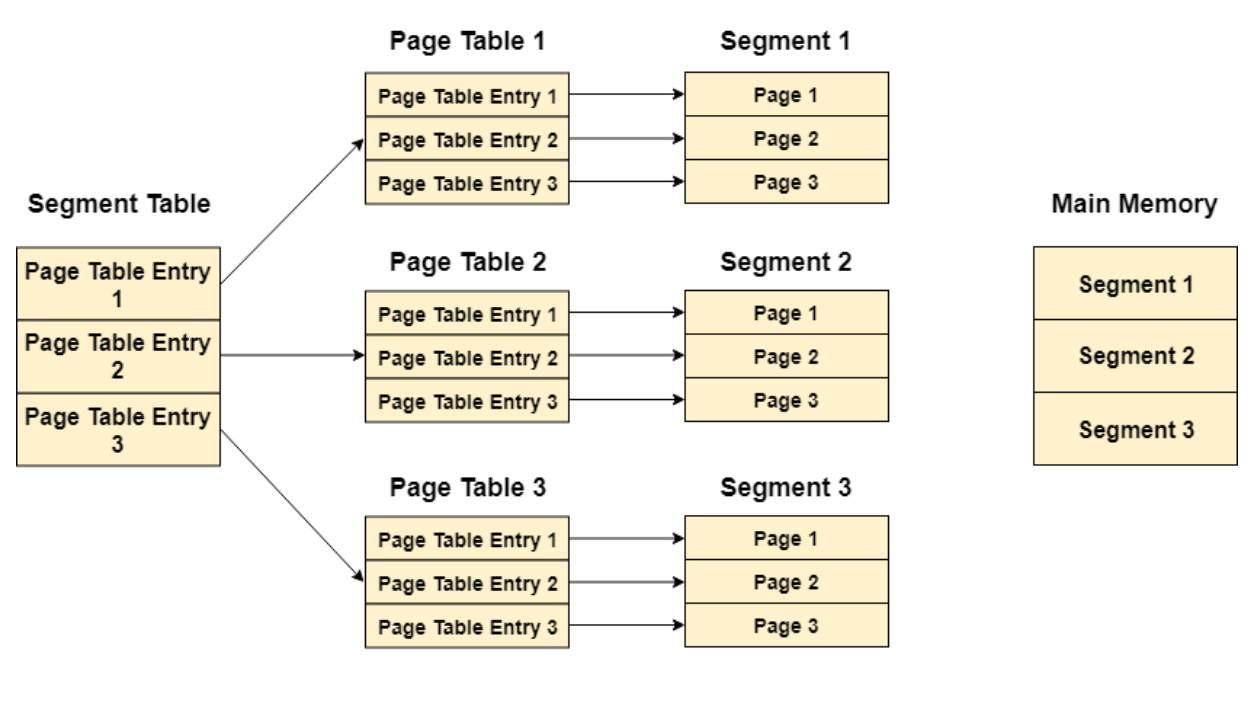 Segment Table
Page Table Entry
1
Page Table Entry
2
Page Table Entry
3
Page Table 1
Page Table Entry 1
Page Table Entry 2
Page Table Entry 3
Segment 1
Page 1
Page 2
Page 3
Page Table 2
Page Table Entry 1
Page Table Entry 2
Page Table Entry 3
Segment 2
Page 1
Page 2
Page 3
Page Table 3
Page Table Entry 1
Page Table Entry 2
Page Table Entry 3
Segment 3
Page 1
Page 2
Page 3
Main Memory
Segment 1
Segment 2
Segment 3